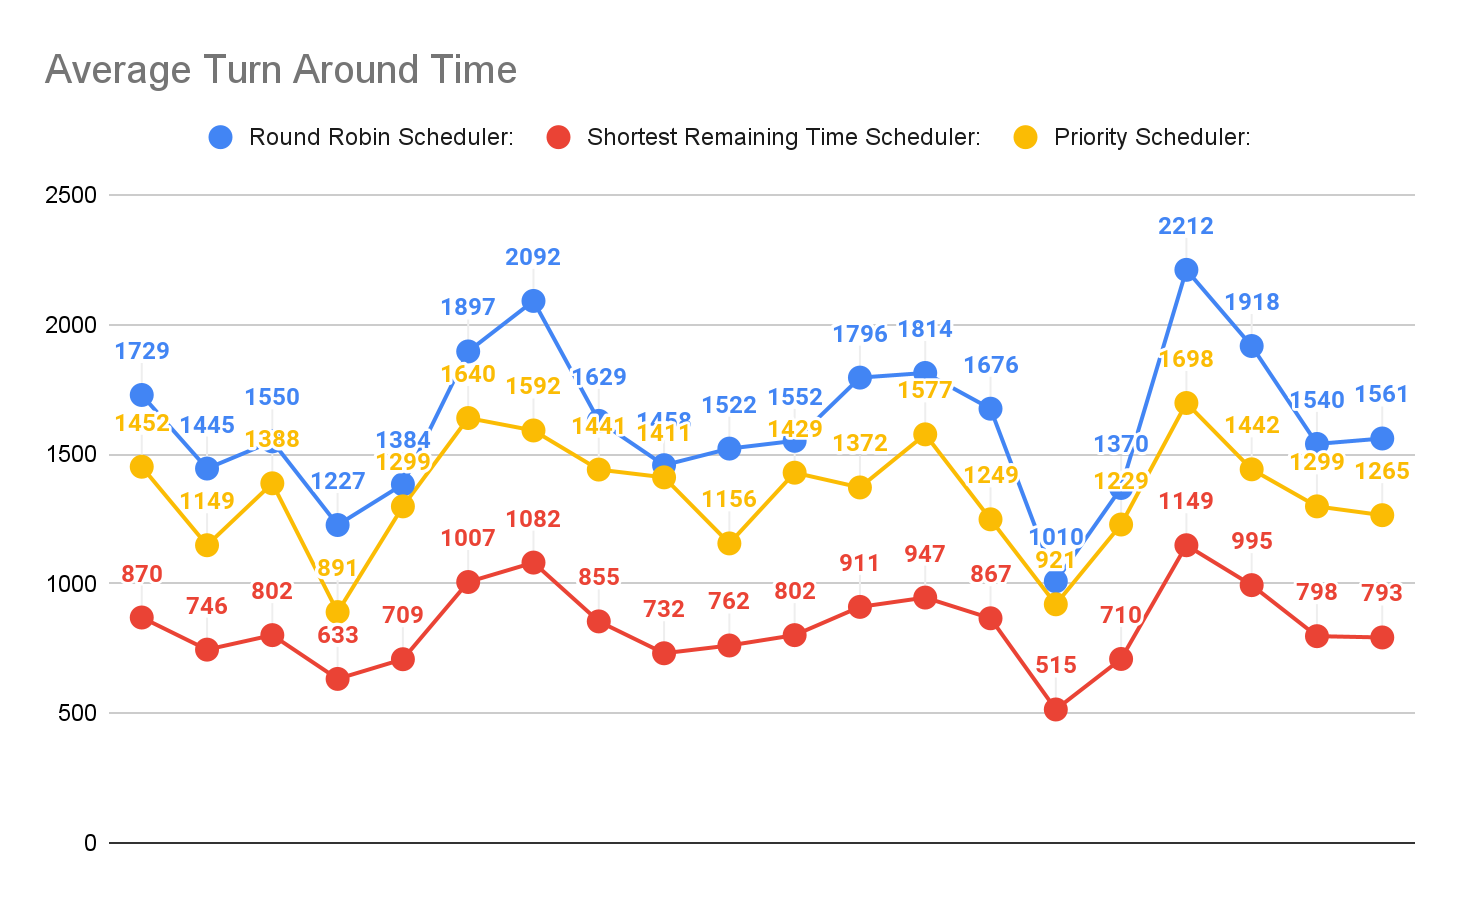 Average Turn Around Time
Round Robin Scheduler: Shortest Remaining Time Scheduler: Priority Scheduler:
2500
2000
1500
1000
500
0
1729 1445 1550 1227 1384 1897 2092 1629 1458 1522 1552 1796 1814 1676 1010 1370 2212 1918 1540 1561
1452 1149 1388 891 1299 1640 1592 1441 1411 1156 1429 1372 1577 1249 921 1229 1698 1442 1299 1265
870 746 802 633 709 1007 1082 855 732 762 802 911 947 867 515 710 1149 995 798 793